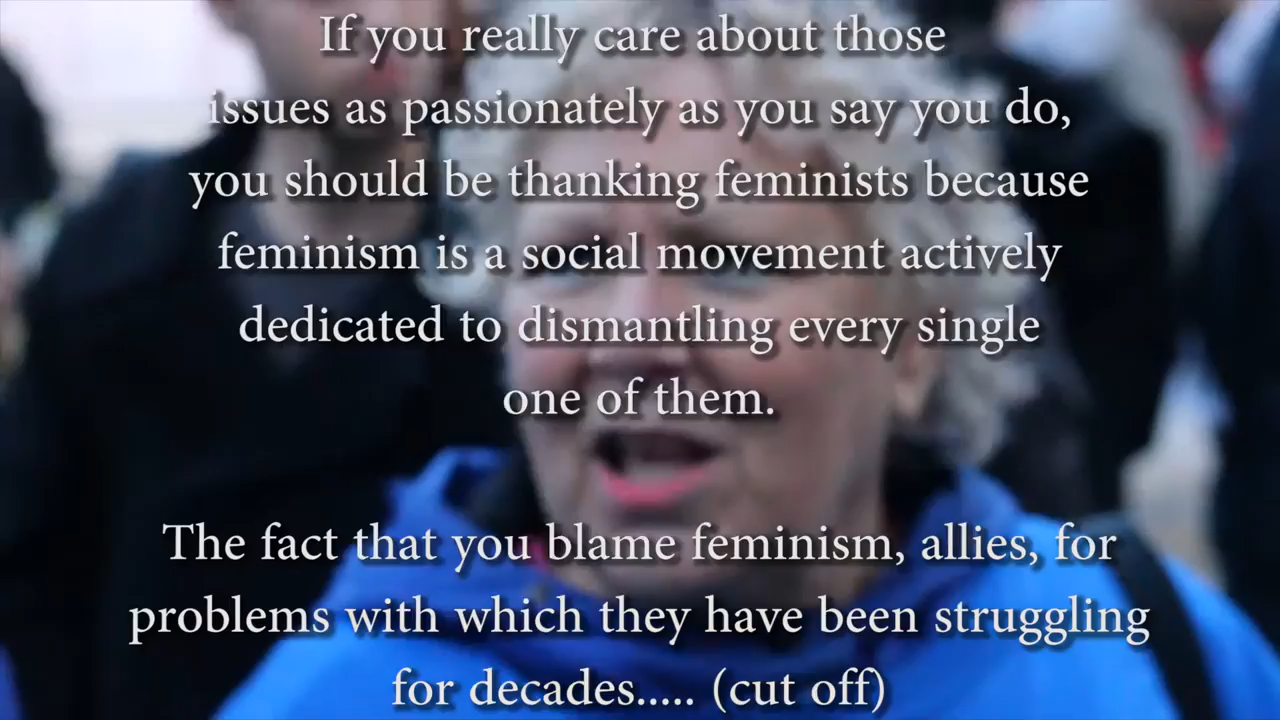 If you really care about those
issues as passionately as you say you do,
you should be thanking feminists because
feminism is a social movement actively
dedicated to dismantling every single
one of them.
The fact that you blame feminism, allies, for
problems with which they have been struggling
for decades..... (cut off)